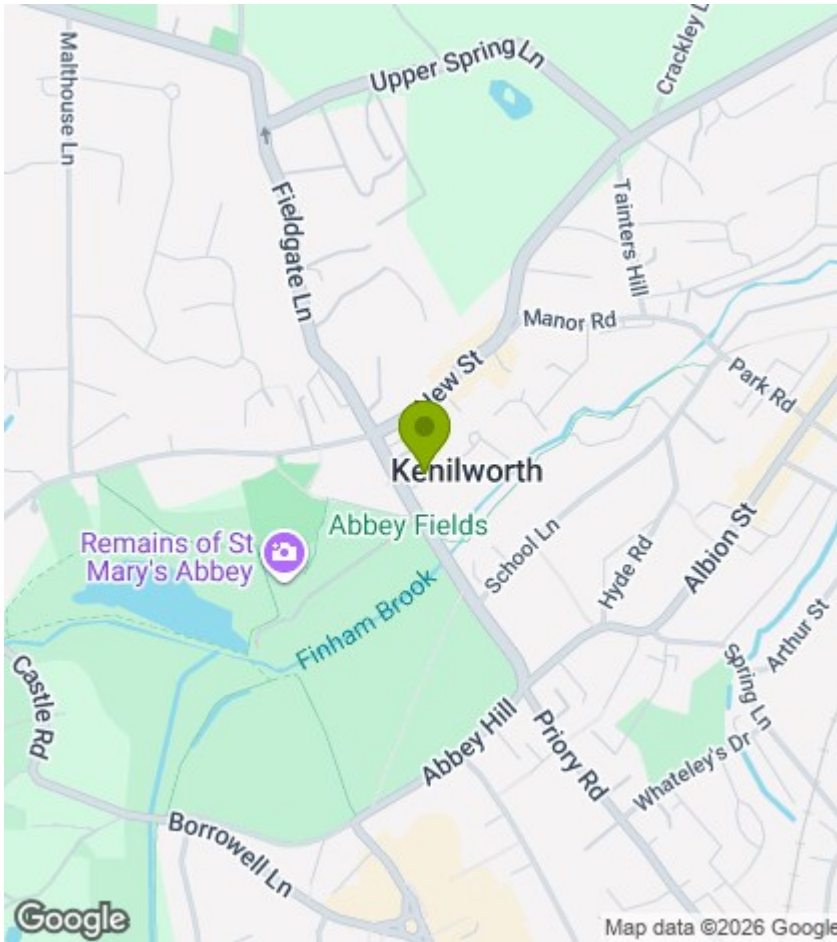 Malthouse Ln
Upper Spring Ln
Crackley L
Fieldgate Ln
Tainters Hill
Manor Rd
New St
Park Rd
Kenilworth
Abbey Fields
Remains of St
Mary's Abbey
School Ln
Hyde Rd
Albion St
Finham Brook
Arthur St
Spring Ln
Castle Rd
Abbey Hill
Priory Rd
Whateley's Dr
Borrowell Ln
Google
Map data ©2026 Google